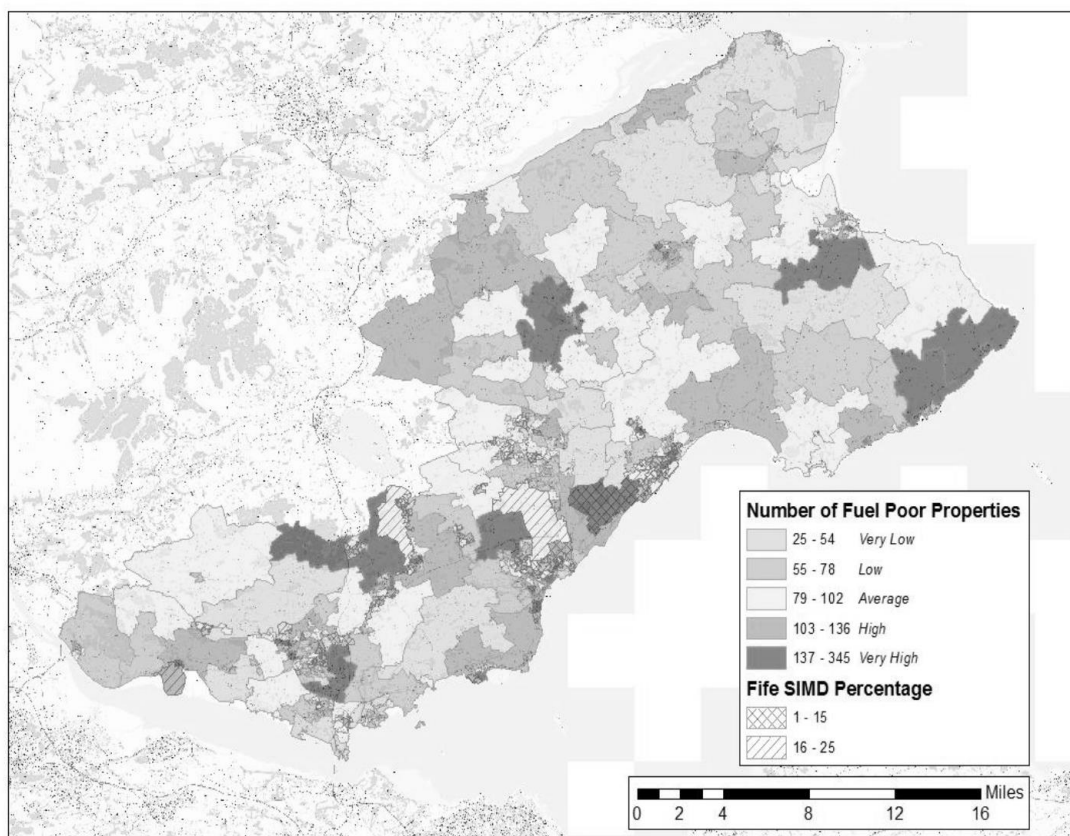 Number of Fuel Poor Properties
25 - 54 Very Low
55 - 78 Low
79 - 102 Average
103 - 136 High
137 - 345 Very High
Fife SIMD Percentage
1 - 15
16 - 25
Miles
0 2 4 8 12 16